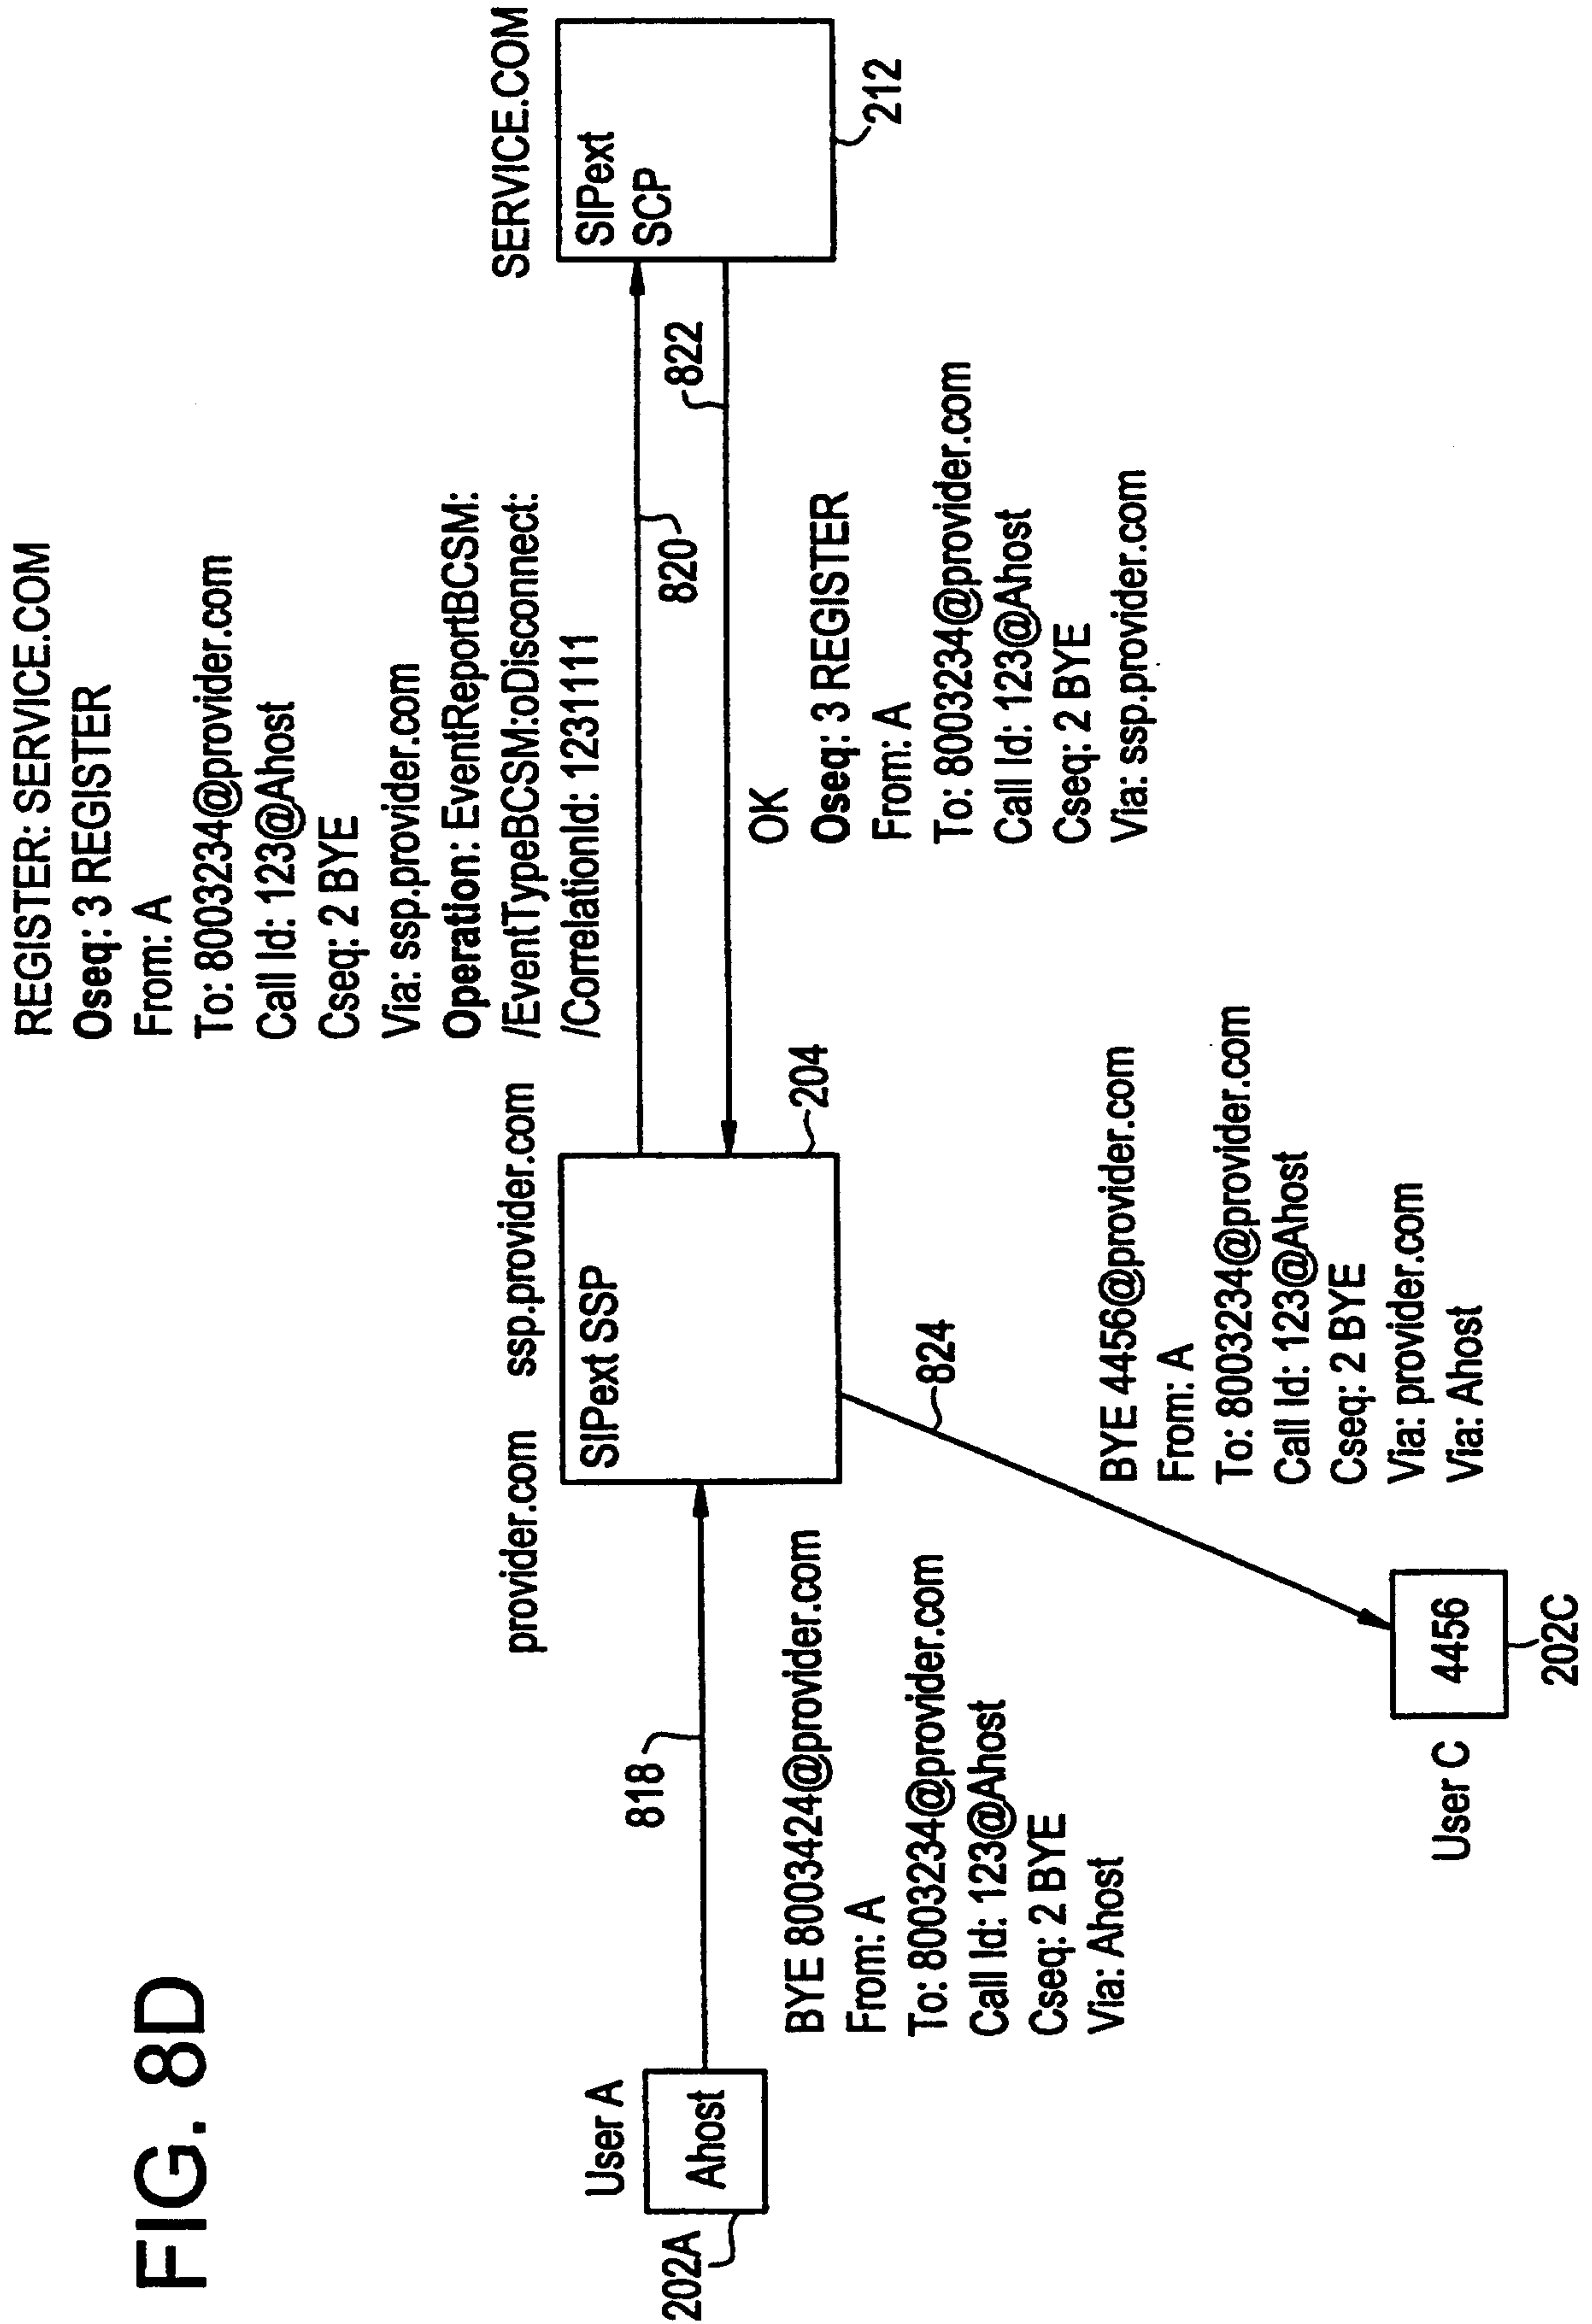 FIG. 8D
User A
Ahost
202A
818
BYE 8003424@provider.com
From: A
To: 8003234@provider.com
Call Id: 123@Ahost
Cseq: 2 BYE
Via: Ahost
provider.com
ssp.provider.com
SIPext SSP
204
REGISTER: SERVICE.COM
Oseq: 3 REGISTER
From: A
To: 8003234@provider.com
Call Id: 123@Ahost
Cseq: 2 BYE
Via: ssp.provider.com
Operation: EventReportBCSM:
/EventTypeBCSM:oDisconnect:
/CorrelationId: 1231111
820
822
OK
Oseq: 3 REGISTER
From: A
To: 8003234@provider.com
Call Id: 123@Ahost
Cseq: 2 BYE
Via: ssp.provider.com
SERVICE.COM
SIPext
SCP
212
824
BYE 4456@provider.com
From: A
To: 8003234@provider.com
Call Id: 123@Ahost
Cseq: 2 BYE
Via: provider.com
Via: Ahost
User C
4456
202C